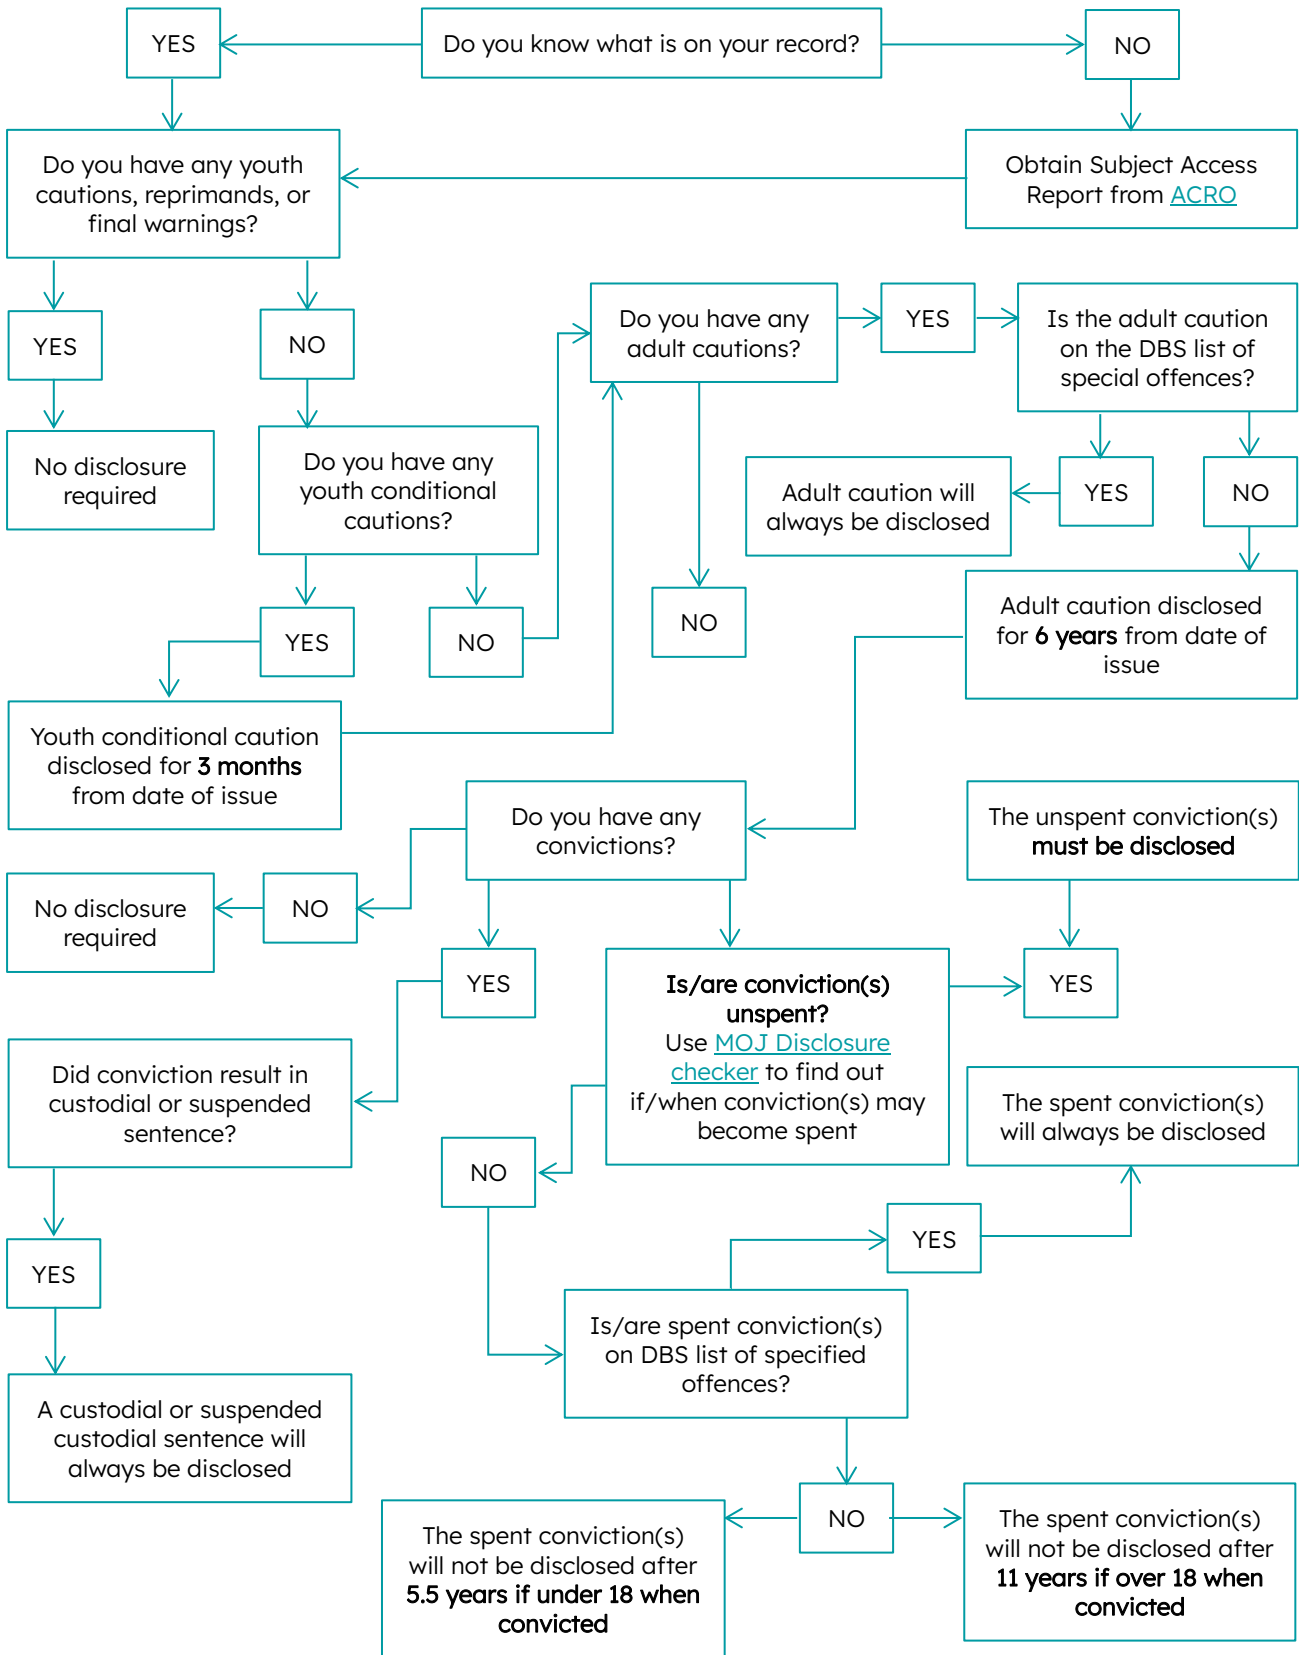 YES
Do you know what is on your record?
NO
Do you have any youth
cautions, reprimands, or
final warnings?
Obtain Subject Access
Report from ACRO
YES
NO
Do you have any
adult cautions?
YES
Is the adult caution
on the DBS list of
special offences?
No disclosure
required
Do you have any
youth conditional
cautions?
Adult caution will
always be disclosed
YES
NO
YES
NO
NO
Adult caution disclosed
for 6 years from date of
issue
Youth conditional caution
disclosed for 3 months
from date of issue
Do you have any
convictions?
The unspent conviction(s)
must be disclosed
No disclosure
required
NO
YES
Is/are conviction(s)
unspent?
Use MOJ Disclosure
checker to find out
if/when conviction(s) may
become spent
YES
Did conviction result in
custodial or suspended
sentence?
The spent conviction(s)
will always be disclosed
NO
YES
YES
Is/are spent conviction(s)
on DBS list of specified
offences?
A custodial or suspended
custodial sentence will
always be disclosed
NO
The spent conviction(s)
will not be disclosed after
5.5 years if under 18 when
convicted
The spent conviction(s)
will not be disclosed after
11 years if over 18 when
convicted